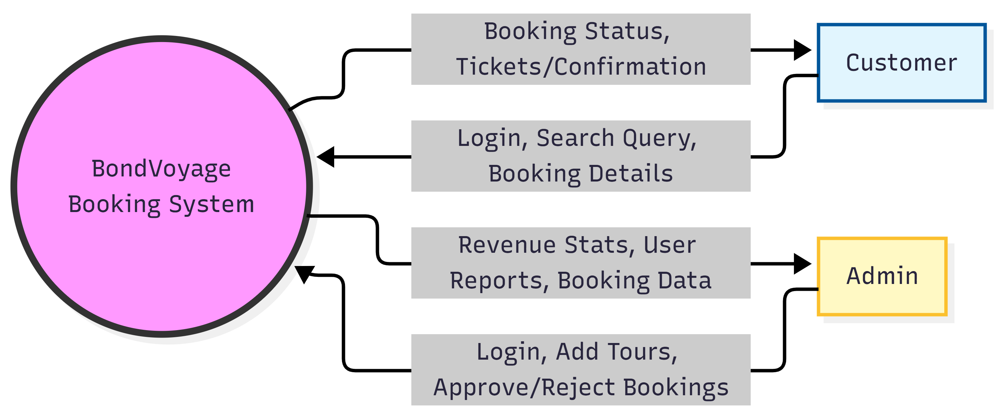 BondVoyage
Booking System
Booking Status,
Tickets/Confirmation
Customer
Login, Search Query,
Booking Details
Revenue Stats, User
Reports, Booking Data
Admin
Login, Add Tours,
Approve/Reject Bookings